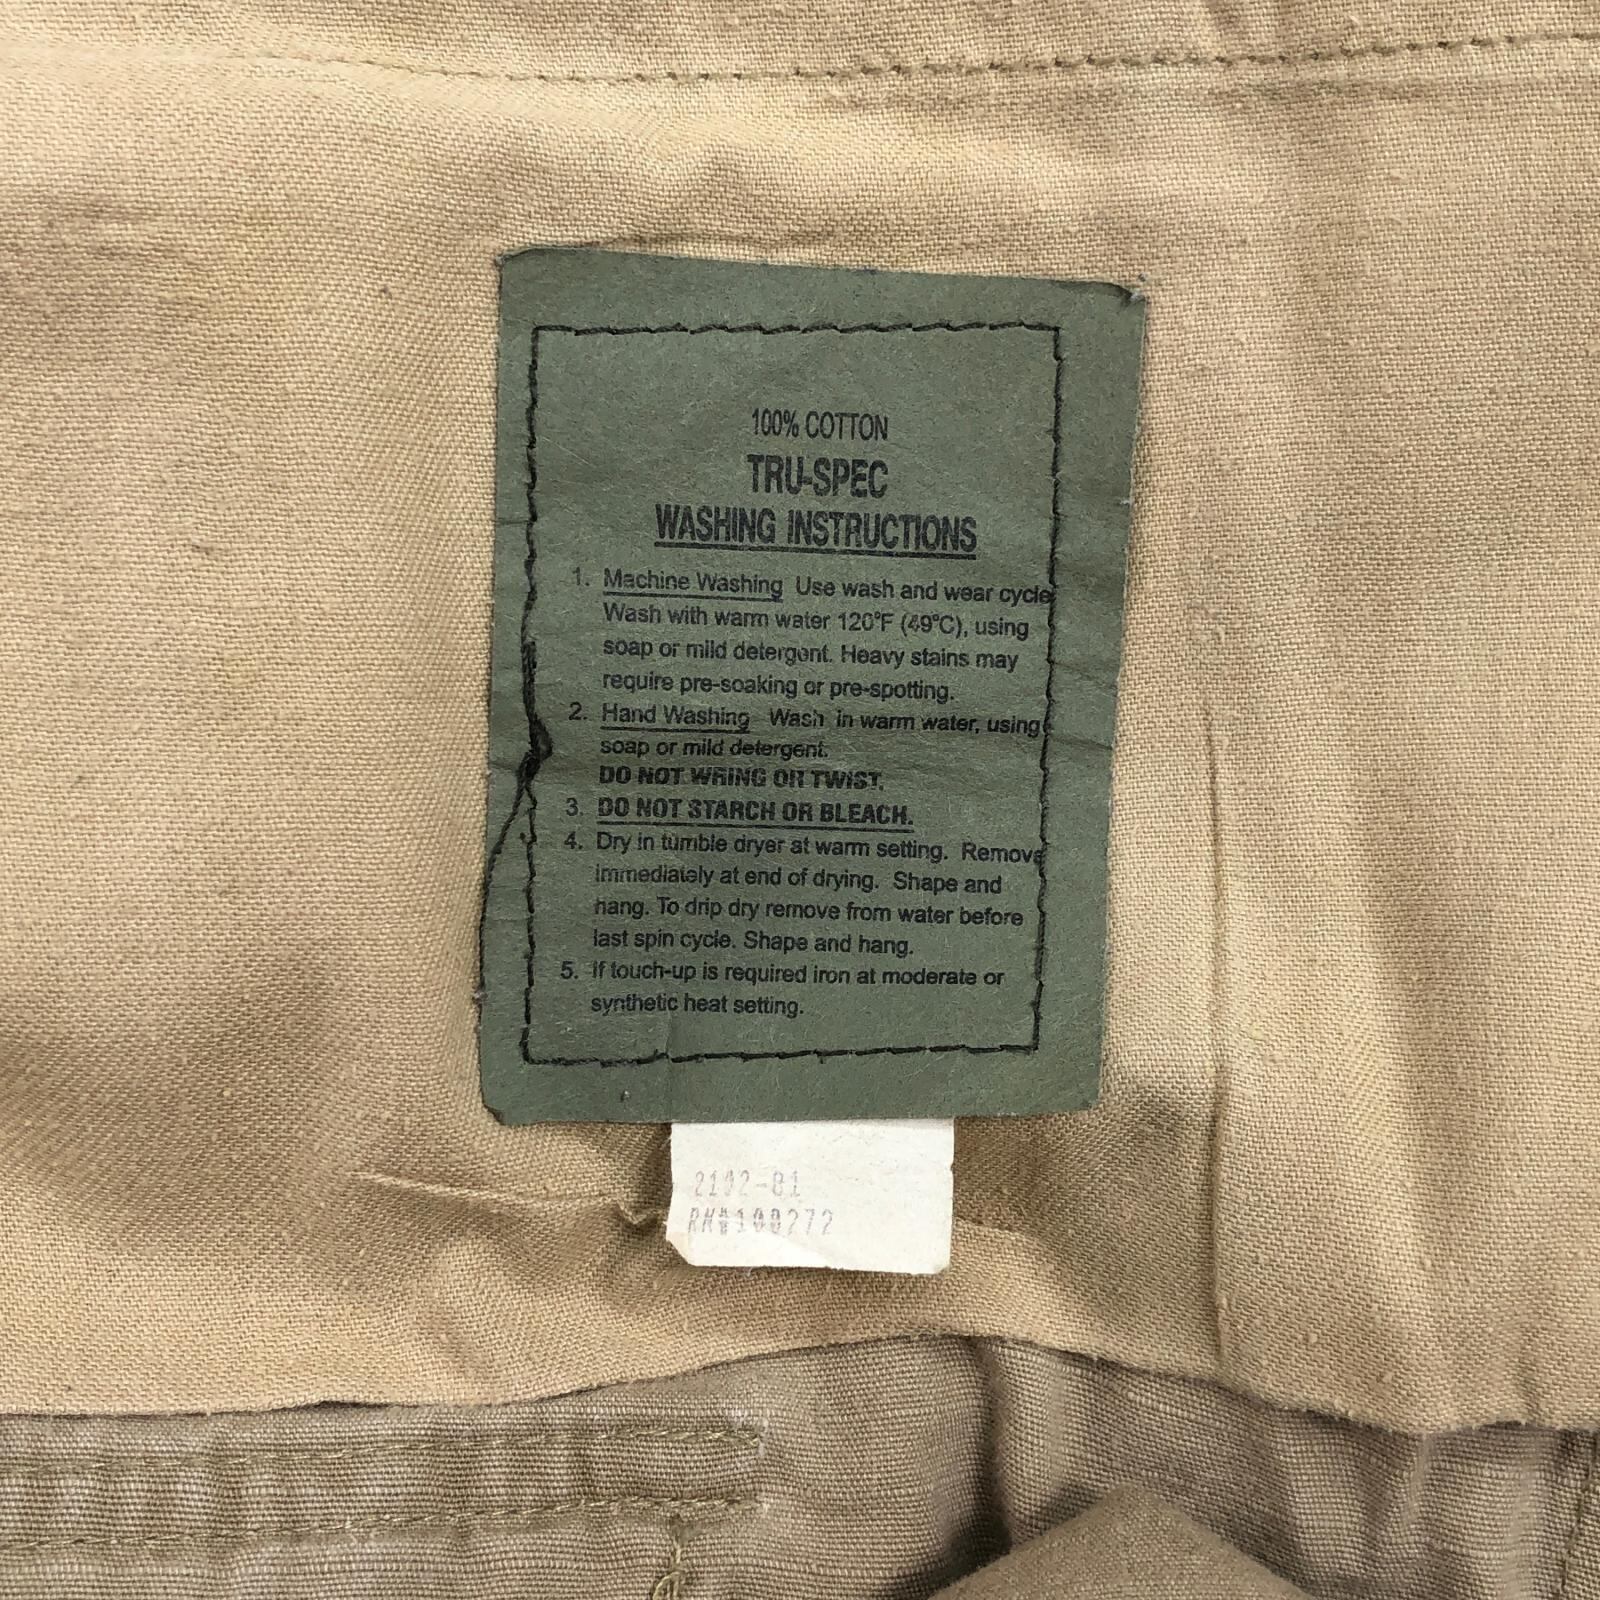 100% COTTON
TRU-SPEC
WASHING INSTRUCTIONS
1. Machine Washing Use wash and wear cycle
Wash with warm water 120°F (49°C), using
soap or mild detergent. Heavy stains may
require pre-soaking or pre-spotting.
2. Hand Washing Wash in warm water, using
soap or mild detergent.
DO NOT WRING OR TWIST.
3. DO NOT STARCH OR BLEACH.
4. Dry in tumble dryer at warm setting. Remove
immediately at end of drying. Shape and
hang. To drip dry remove from water before
last spin cycle. Shape and hang.
5. If touch-up is required iron at moderate or
synthetic heat setting.
RN#100272